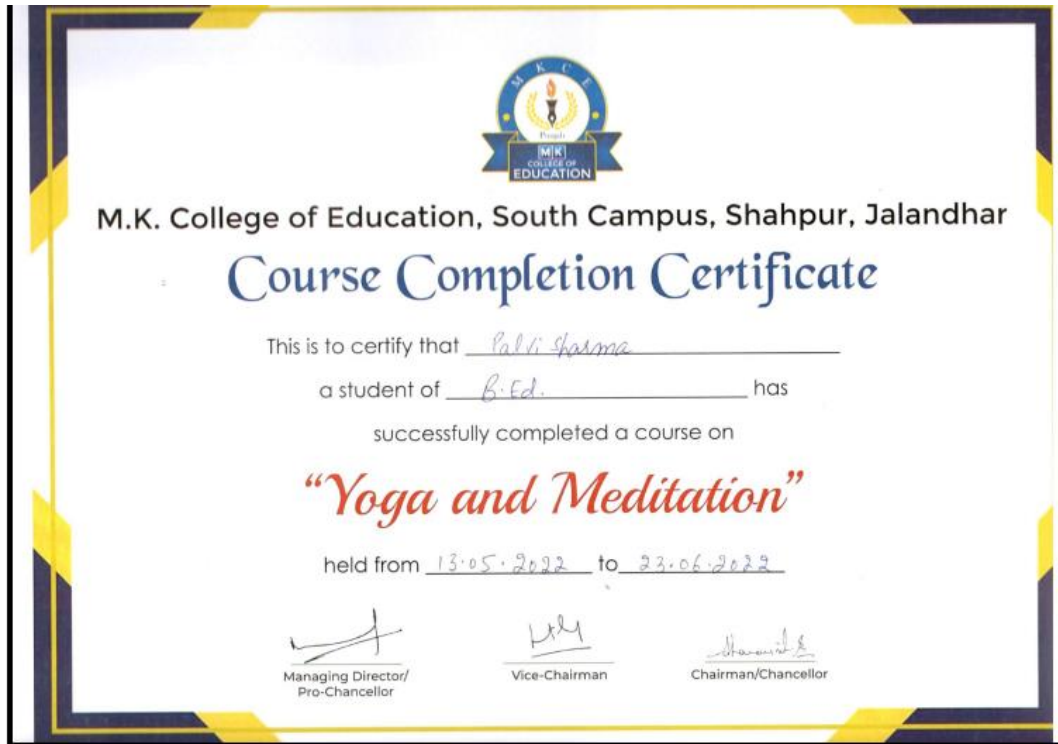 M K C E
Punjab
MK
COLLEGE OF
EDUCATION
M.K. College of Education, South Campus, Shahpur, Jalandhar
Course Completion Certificate
This is to certify that Palvi Sharma
a student of B.Ed. has
successfully completed a course on
“Yoga and Meditation”
held from 13.05.2022 to 23.06.2022
Managing Director/
Pro-Chancellor
Vice-Chairman
Chairman/Chancellor